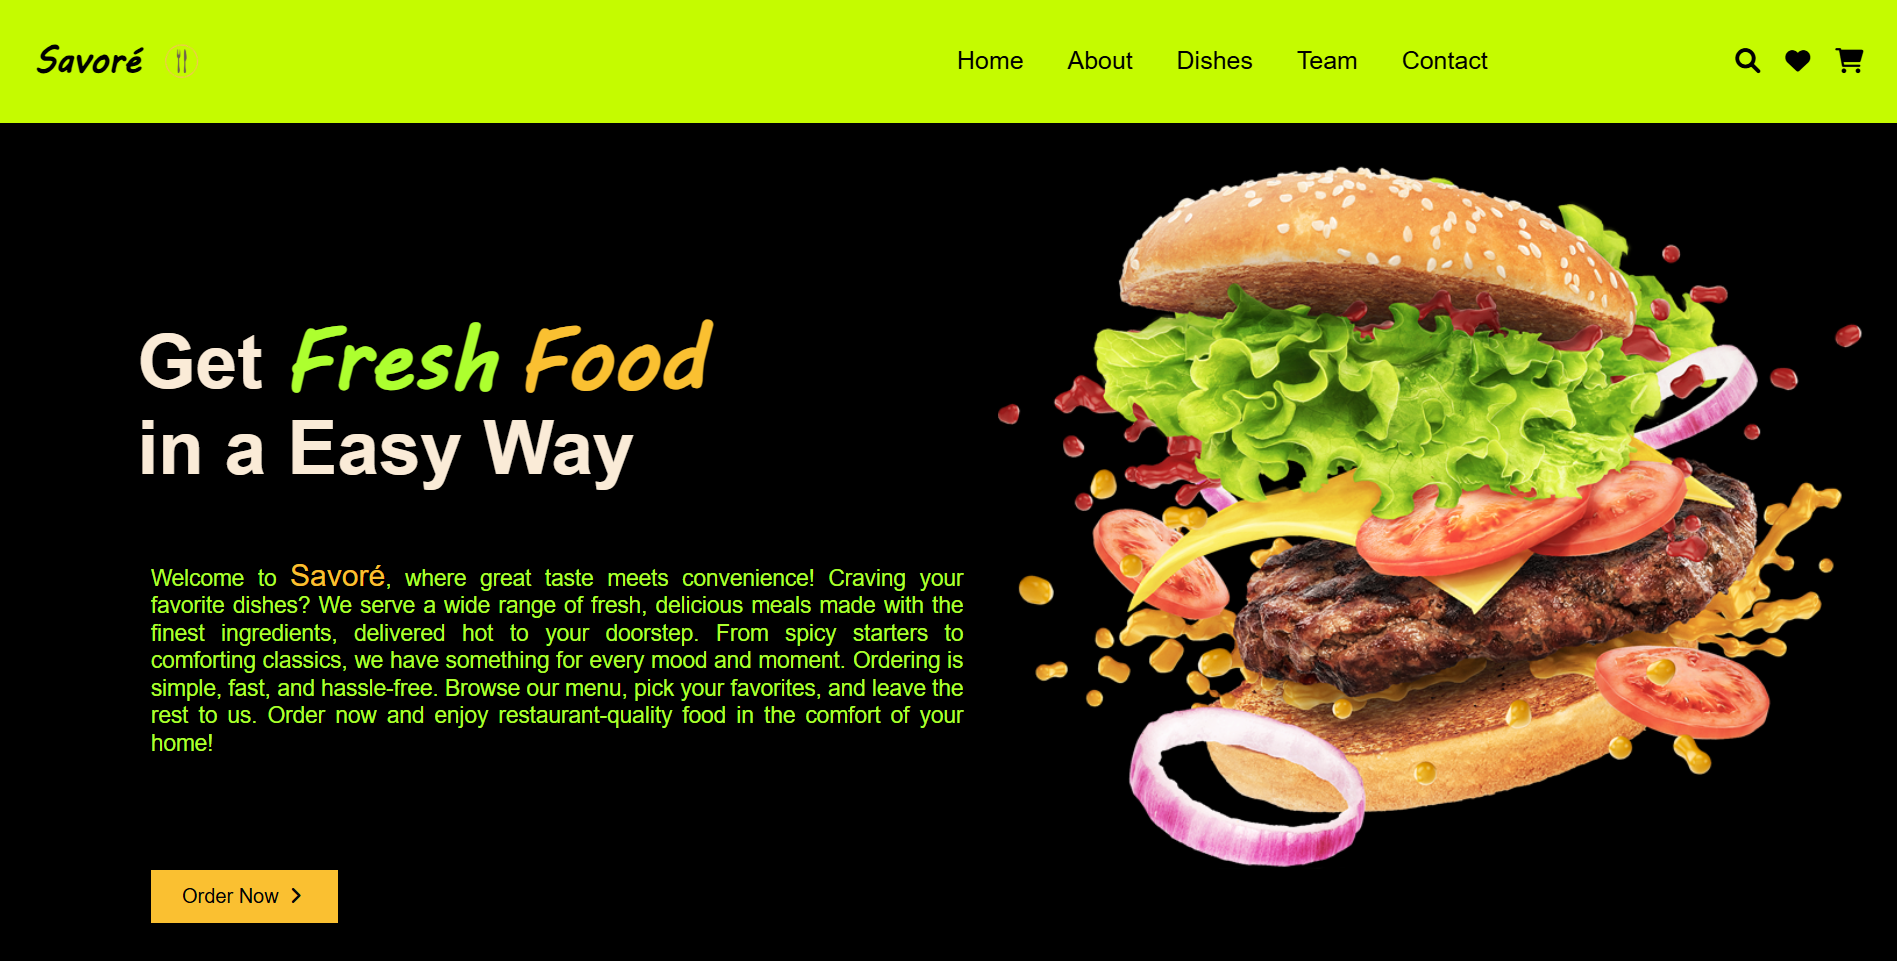 Savoré
Home About Dishes Team Contact
Get Fresh Food
in a Easy Way
Welcome to Savoré, where great taste meets convenience! Craving your
favorite dishes? We serve a wide range of fresh, delicious meals made with the
finest ingredients, delivered hot to your doorstep. From spicy starters to
comforting classics, we have something for every mood and moment. Ordering is
simple, fast, and hassle-free. Browse our menu, pick your favorites, and leave the
rest to us. Order now and enjoy restaurant-quality food in the comfort of your
home!
Order Now